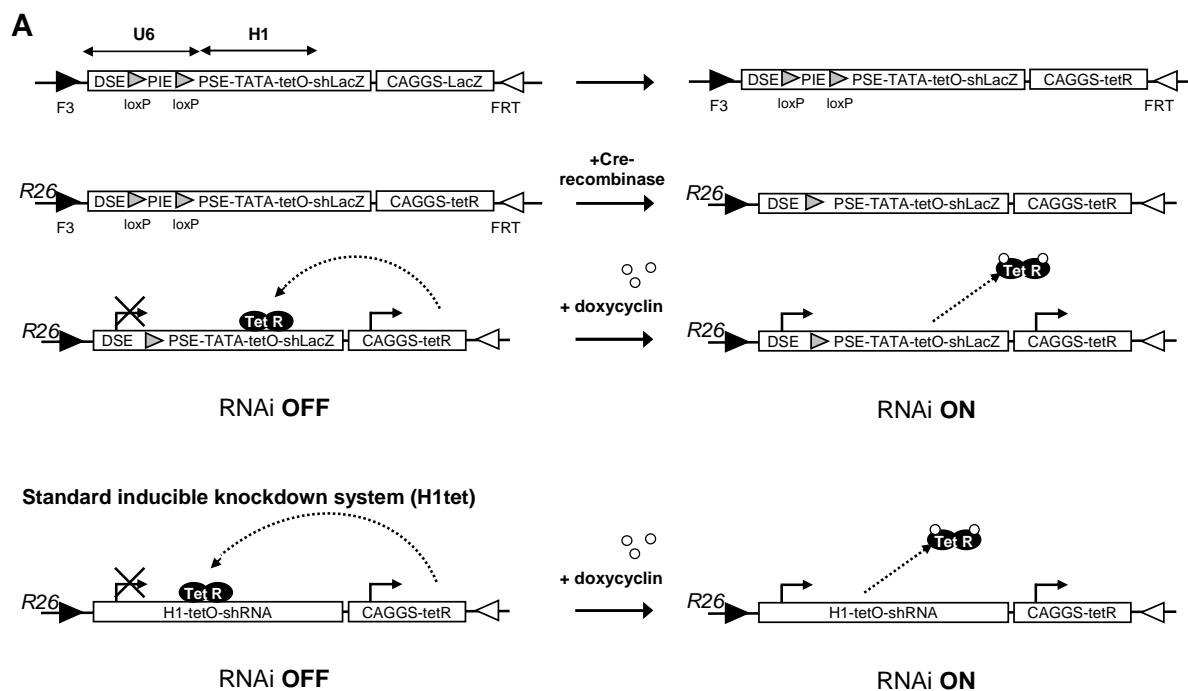 A
U6 H1
DSE PIE PSE-TATA-tetO-shLacZ CAGGS-LacZ
F3 loxP loxP FRT
DSE PIE PSE-TATA-tetO-shLacZ CAGGS-tetR
F3 loxP loxP FRT
R26 DSE PIE PSE-TATA-tetO-shLacZ CAGGS-tetR
F3 loxP loxP FRT
+Cre-
recombinase
R26 DSE PSE-TATA-tetO-shLacZ CAGGS-tetR
Tet R
R26 DSE PSE-TATA-tetO-shLacZ CAGGS-tetR
+ doxycyclin
Tet R
R26 DSE PSE-TATA-tetO-shLacZ CAGGS-tetR
RNAi OFF
RNAi ON
Standard inducible knockdown system (H1tet)
Tet R
R26 H1-tetO-shRNA CAGGS-tetR
+ doxycyclin
Tet R
R26 H1-tetO-shRNA CAGGS-tetR
RNAi OFF
RNAi ON